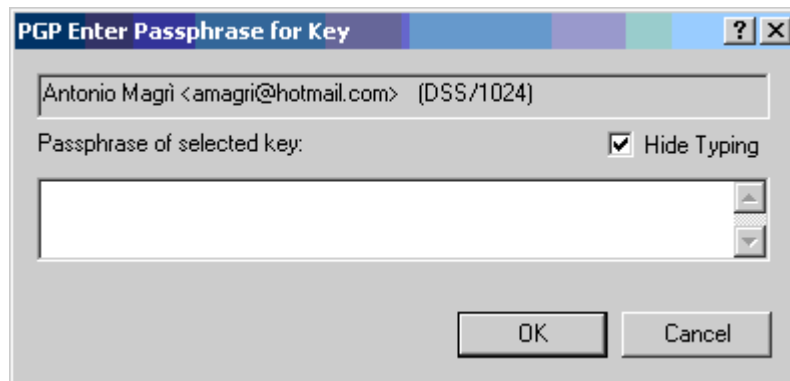 PGP Enter Passphrase for Key
Antonio Magrì <amagri@hotmail.com> (DSS/1024)
Passphrase of selected key:
Hide Typing
OK
Cancel